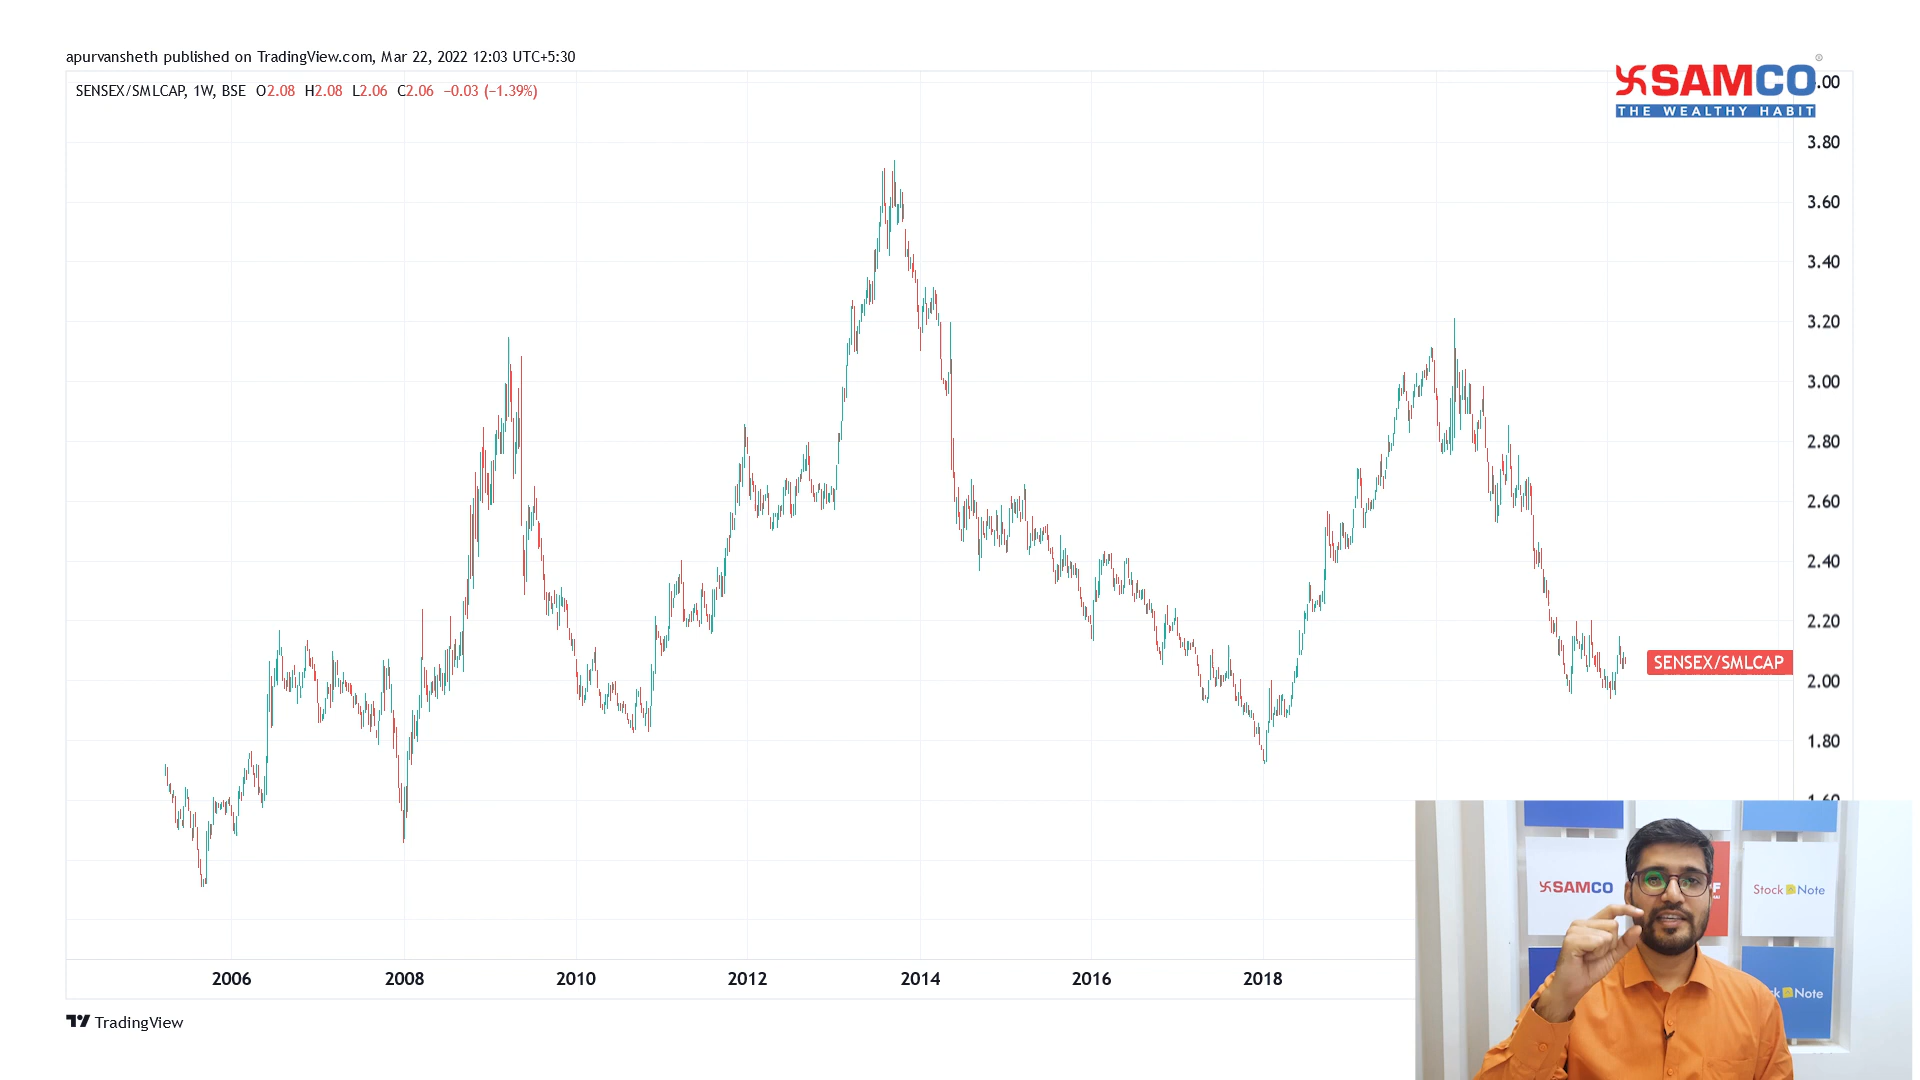 apurvansheth published on TradingView.com, Mar 22, 2022 12:03 UTC+5:30
SENSEX/SMLCAP, 1W, BSE O2.08 H2.08 L2.06 C2.06 −0.03 (−1.39%)
SAMCO
THE WEALTHY HABIT
.00
3.80
3.60
3.40
3.20
3.00
2.80
2.60
2.40
2.20
SENSEX/SMLCAP
2.00
1.80
1.60
2006 2008 2010 2012 2014 2016 2018
TradingView
SAMCO
Stock Note
Note